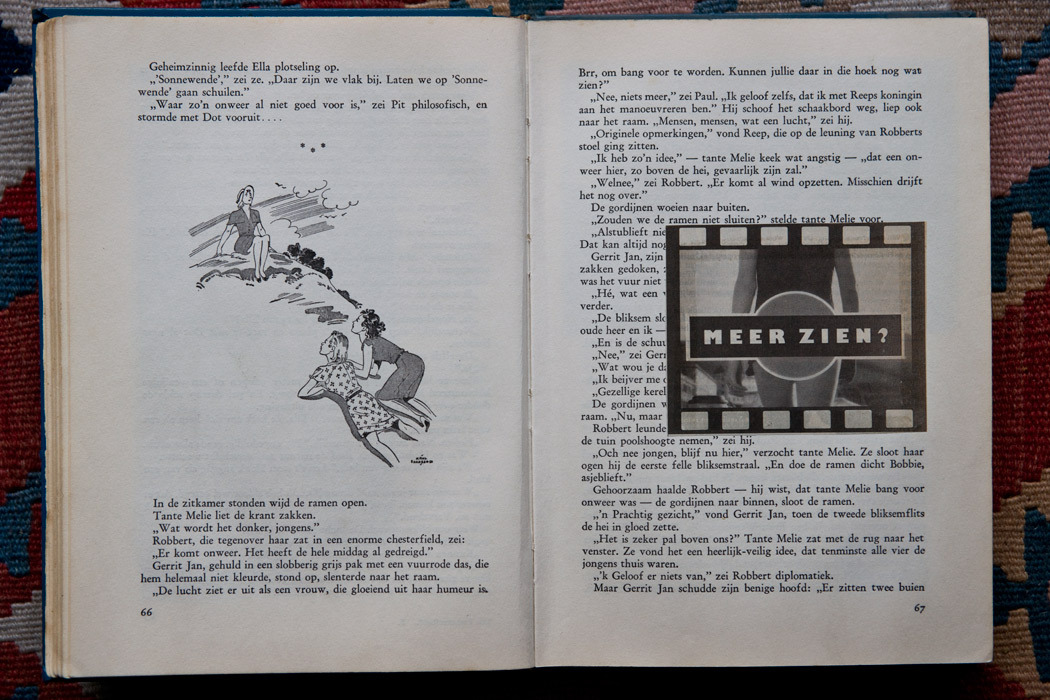 Geheimzinnig leefde Ella plotseling op.
„'Sonnewende'," zei ze. „Daar zijn we vlak bij. Laten we op 'Sonne-
wende' gaan schuilen."
„Waar zo'n onweer al niet goed voor is," zei Pit philosofisch, en
stormde met Dot vooruit....
* * *
In de zitkamer stonden wijd de ramen open.
Tante Melie liet de krant zakken.
„Wat wordt het donker, jongens."
Robbert, die tegenover haar zat in een enorme chesterfield, zei:
„Er komt onweer. Het heeft de hele middag al gedreigd."
Gerrit Jan, gehuld in een slobberig grijs pak met een vuurrode das, die
hem helemaal niet kleurde, stond op, slenterde naar het raam.
„De lucht ziet er uit als een vrouw, die gloeiend uit haar humeur is.
66
Brr, om bang voor te worden. Kunnen jullie daar in die hoek nog wat
zien?"
„Nee, niets meer," zei Paul. „Ik geloof zelfs, dat ik met Reeps koningin
aan het manoeuvreren ben." Hij schoof het schaakbord weg, liep ook
naar het raam. „Mensen, mensen, wat een lucht," zei hij.
„Originele opmerkingen," vond Reep, die op de leuning van Robberts
stoel ging zitten.
„Ik heb zo'n idee," — tante Melie keek wat angstig — „dat een on-
weer hier, zo boven de hei, gevaarlijk zijn zal."
„Welnee," zei Robbert. „Er komt al wind opzetten. Misschien drijft
het nog over."
De gordijnen woeien naar buiten.
„Zouden we de ramen niet sluiten?" stelde tante Melie voor.
„Alstublieft
Dat kan altijd
Gerrit Jan, zijn
zakken gedoken,
was het vuur niet
„Hé, wat een
verder.
„De bliksem
oude heer en ik —
„En is de
„Nee," zei
„Wat wou je
„Ik beijver me
„Gezellige
De gordijnen
raam. „Nu, maar
Robbert leunde
MEER ZIEN?
de tuin poolshoogte nemen," zei hij.
„Och nee jongen, blijf nu hier," verzocht tante Melie. Ze sloot haar
ogen bij de eerste felle bliksemstraal. „En doe de ramen dicht Bobbie,
asjeblieft."
Gehoorzaam haalde Robbert — hij wist, dat tante Melie bang voor
onweer was — de gordijnen naar binnen, sloot de ramen.
„'n Prachtig gezicht," vond Gerrit Jan, toen de tweede bliksemflits
de hei in gloed zette.
„Het is zeker pal boven ons?" Tante Melie zat met de rug naar het
venster. Ze vond het een heerlijk-veilig idee, dat tenminste alle vier de
jongens thuis waren.
„'k Geloof er niets van," zei Robbert diplomatiek.
Maar Gerrit Jan schudde zijn benige hoofd: „Er zitten twee buien
67